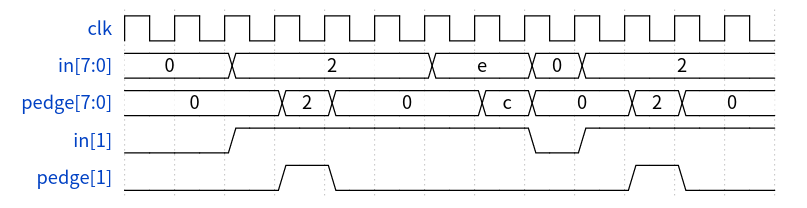 clk
in[7:0] 0 2 e 0 2
pedge[7:0] 0 2 0 c 0 2 0
in[1]
pedge[1]